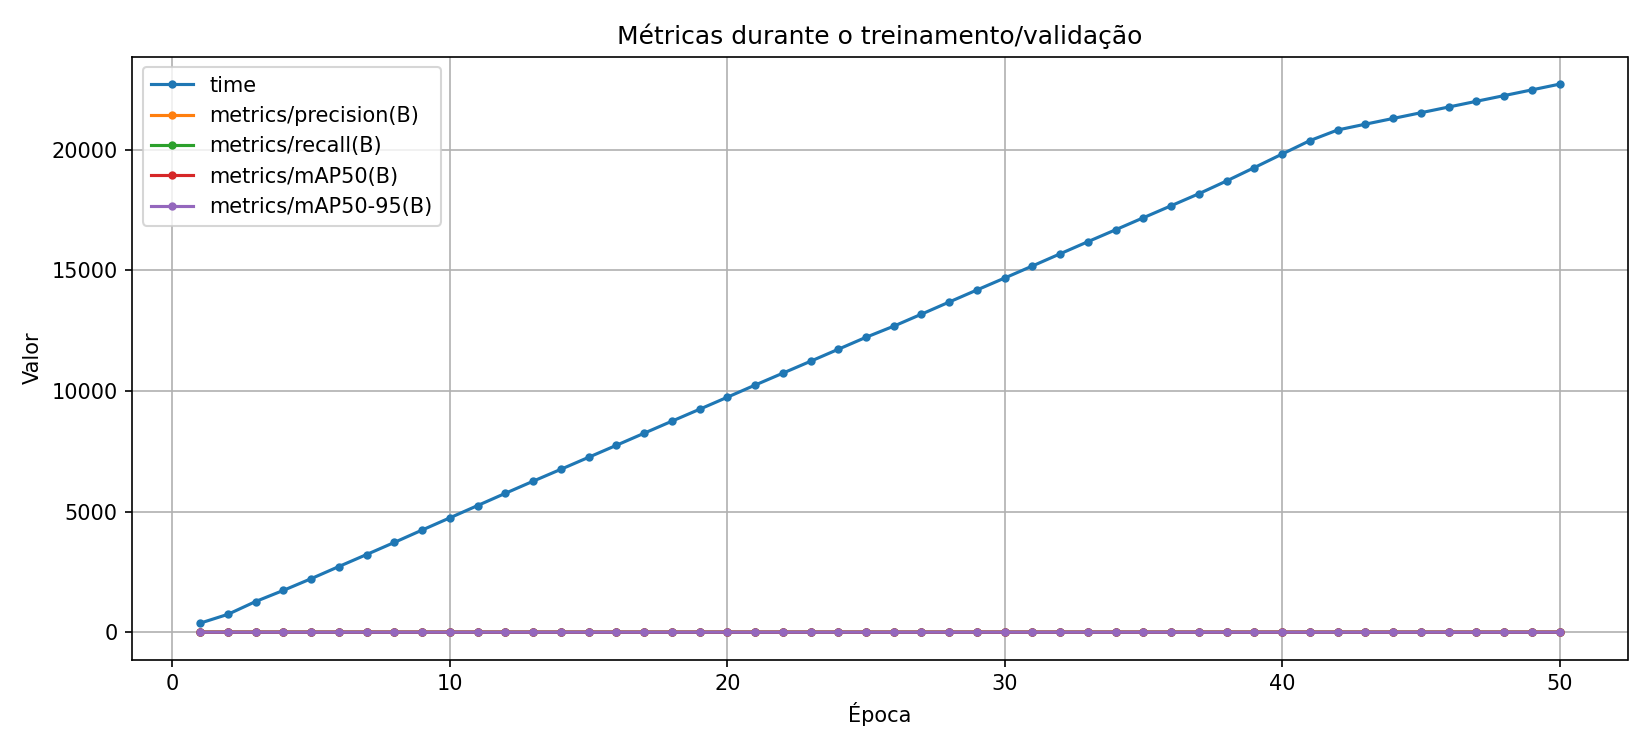 Métricas durante o treinamento/validação
time
metrics/precision(B)
metrics/recall(B)
metrics/mAP50(B)
metrics/mAP50-95(B)
Valor
20000
15000
10000
5000
0
0 10 20 30 40 50
Época